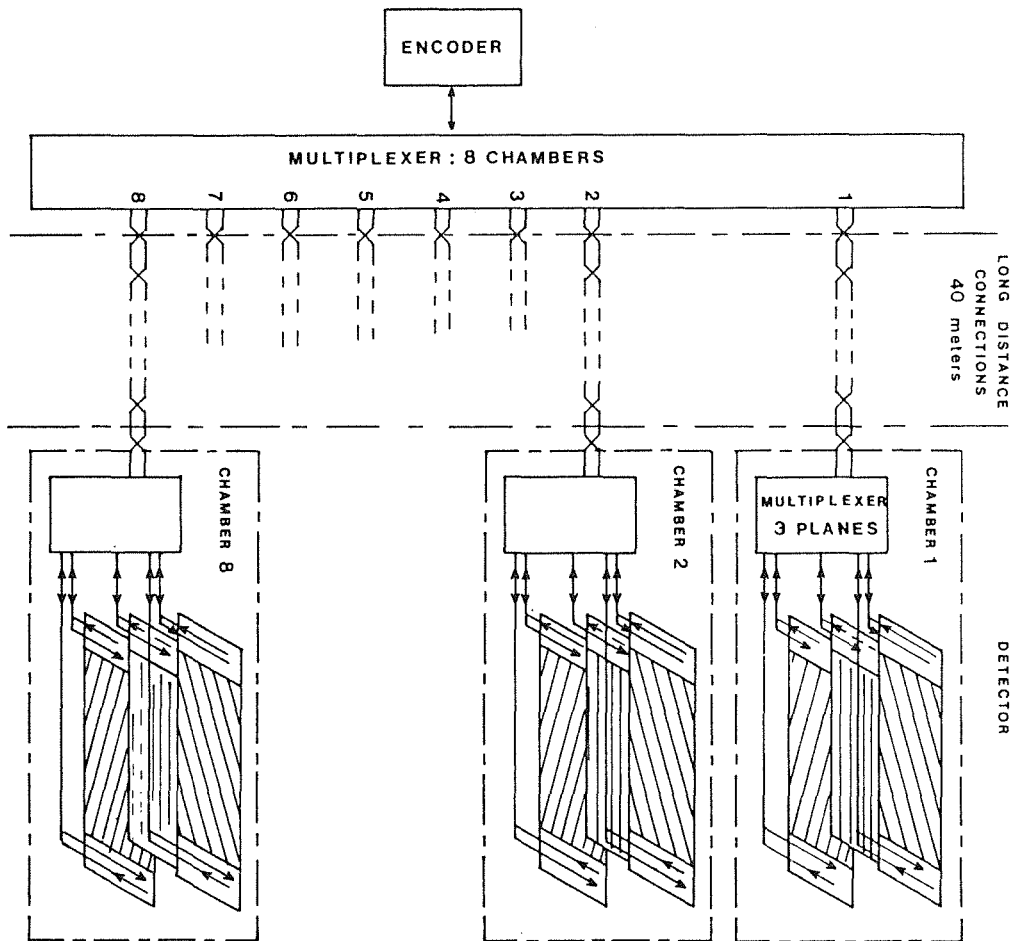 ENCODER
MULTIPLEXER : 8 CHAMBERS
8
7
6
5
4
3
2
1
LONG DISTANCE
CONNECTIONS
40 meters
CHAMBER 8
CHAMBER 2
CHAMBER 1
MULTIPLEXER
3 PLANES
DETECTOR